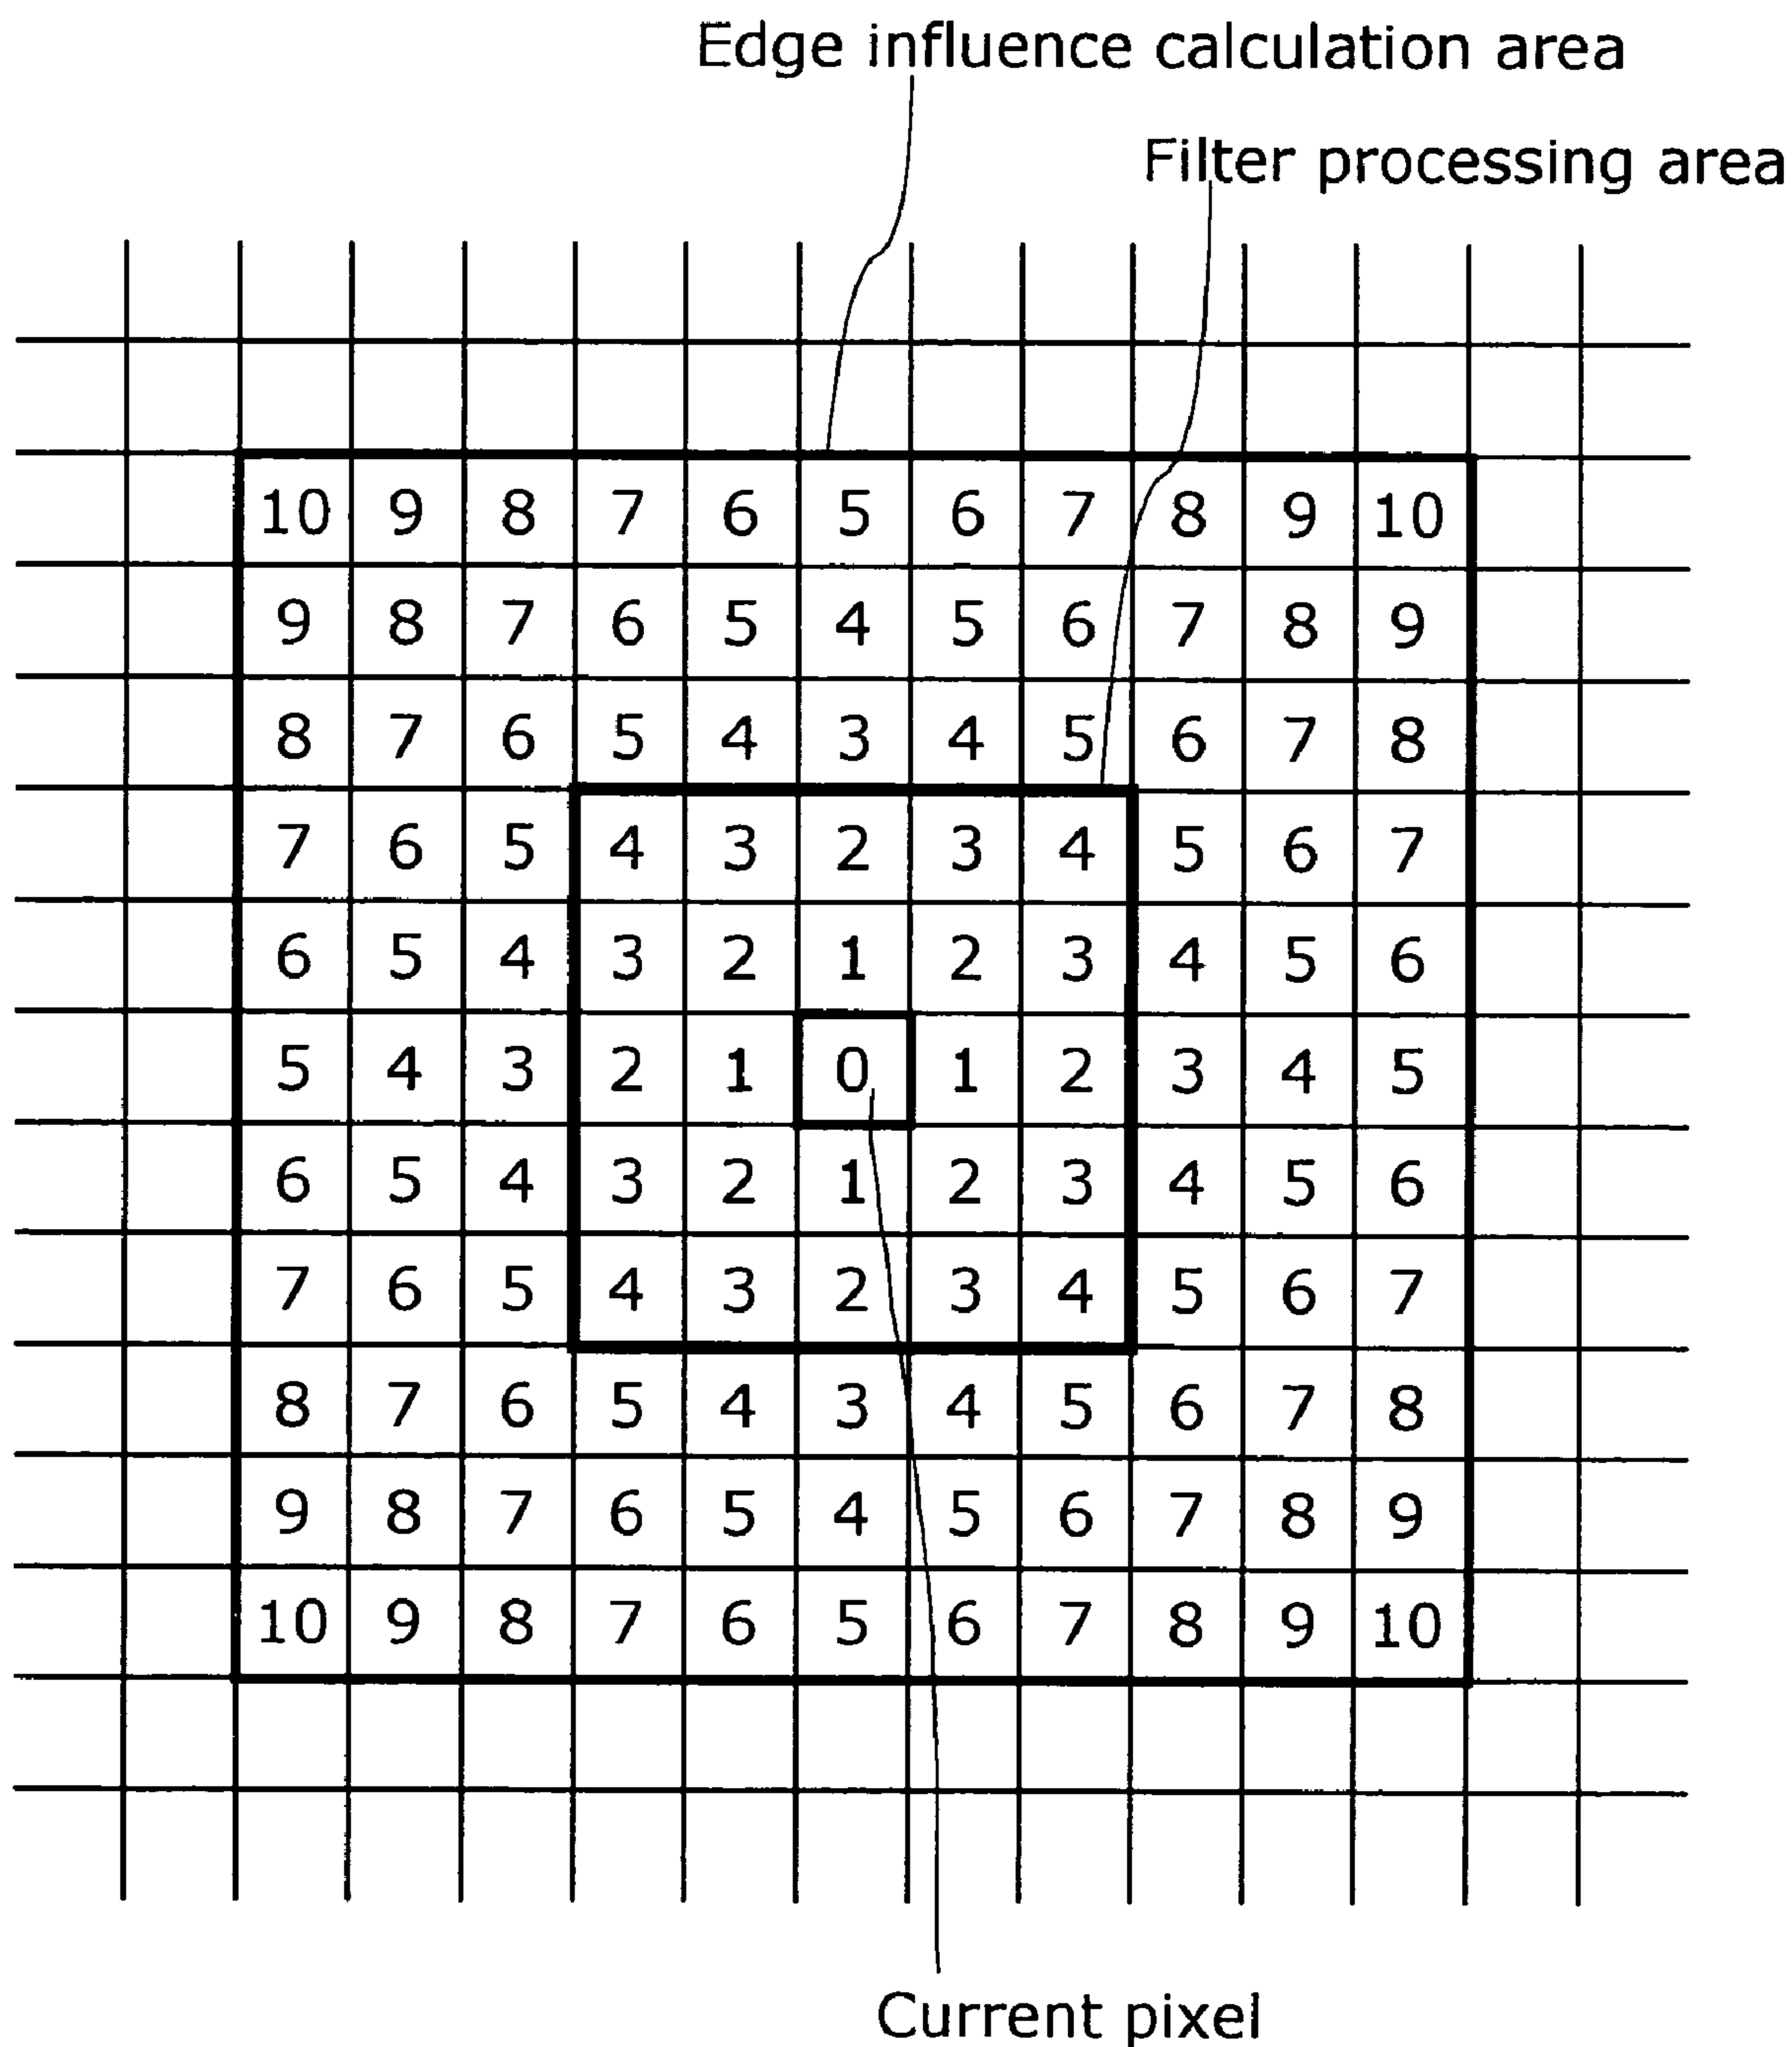 Edge influence calculation area
Filter processing area
10 9 8 7 6 5 6 7 8 9 10
9 8 7 6 5 4 5 6 7 8 9
8 7 6 5 4 3 4 5 6 7 8
7 6 5 4 3 2 3 4 5 6 7
6 5 4 3 2 1 2 3 4 5 6
5 4 3 2 1 0 1 2 3 4 5
6 5 4 3 2 1 2 3 4 5 6
7 6 5 4 3 2 3 4 5 6 7
8 7 6 5 4 3 4 5 6 7 8
9 8 7 6 5 4 5 6 7 8 9
10 9 8 7 6 5 6 7 8 9 10
Current pixel